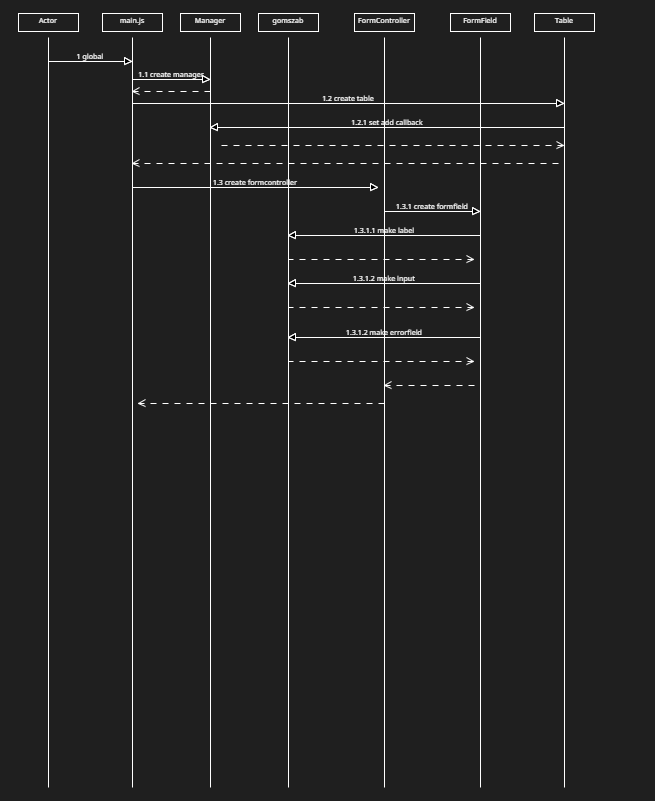 Actor
main.js
Manager
gomszab
FormController
FormField
Table
1 global
1.1 create manager
1.2 create table
1.2.1 set add callback
1.3 create formcontroller
1.3.1 create formfield
1.3.1.1 make label
1.3.1.2 make input
1.3.1.2 make errorfield